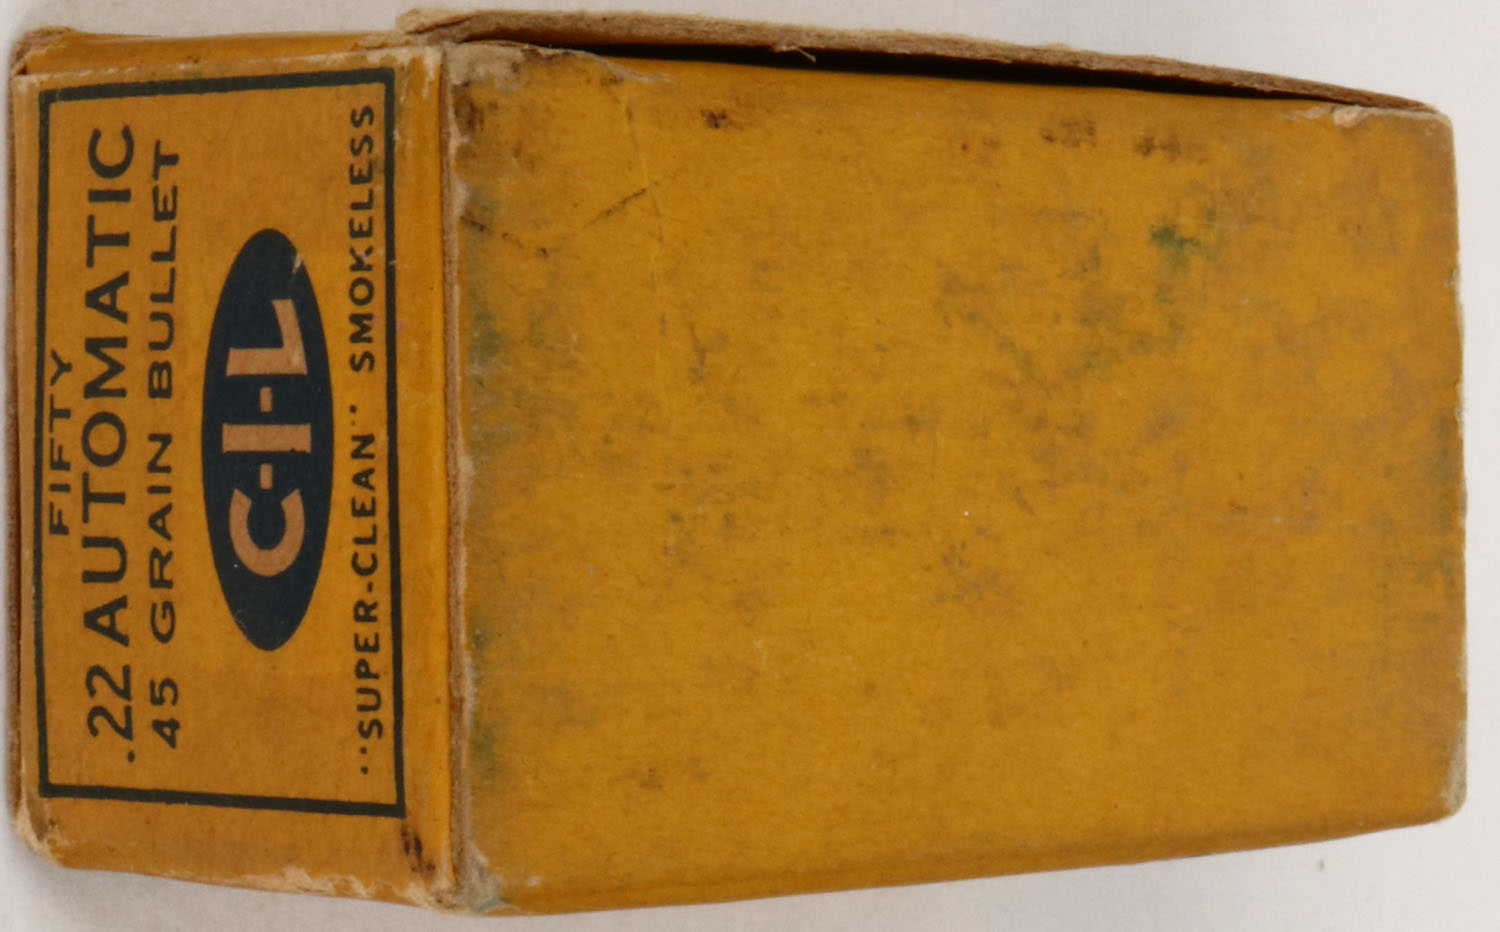 FIFTY
.22 AUTOMATIC
45 GRAIN BULLET
C-I-L
"SUPER-CLEAN" SMOKELESS